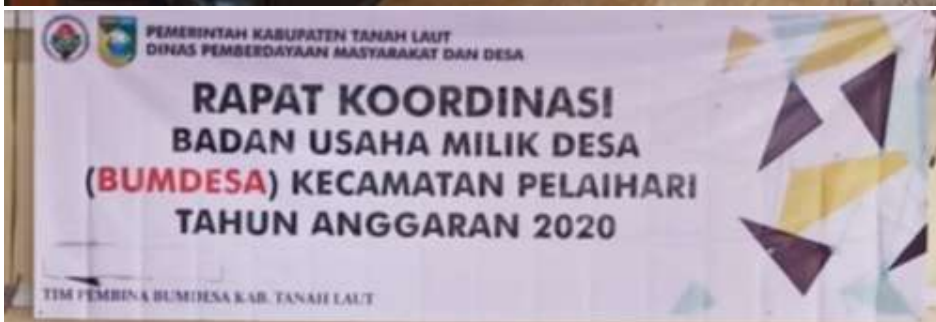 PEMERINTAH KABUPATEN TANAH LAUT
DINAS PEMBERDAYAAN MASYARAKAT DAN DESA
RAPAT KOORDINASI
BADAN USAHA MILIK DESA
(BUMDESA) KECAMATAN PELAIHARI
TAHUN ANGGARAN 2020
TIM PEMBINA BUMDESA KAB. TANAH LAUT